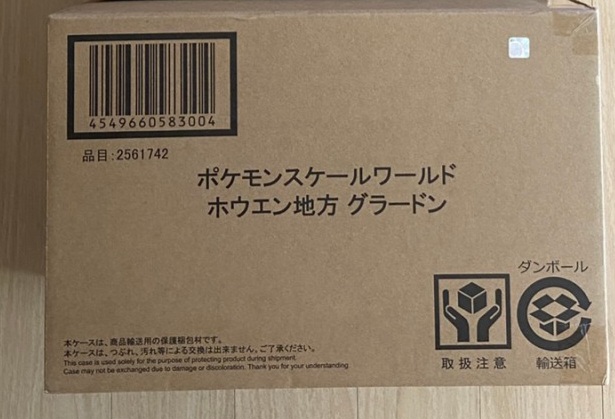 4549660583004
品目:2561742
ポケモンスケールワールド
ホウエン地方 グラードン
ダンボール
取扱注意
輸送箱
本ケースは、商品輸送用の保護梱包材です。
本ケースは、つぶれ、汚れ等による交換は出来ません。ご了承ください。
This case is used solely for the purpose of protecting product during shipment.
Case may not be exchanged due to damage or discoloration. Thank you for your understanding.